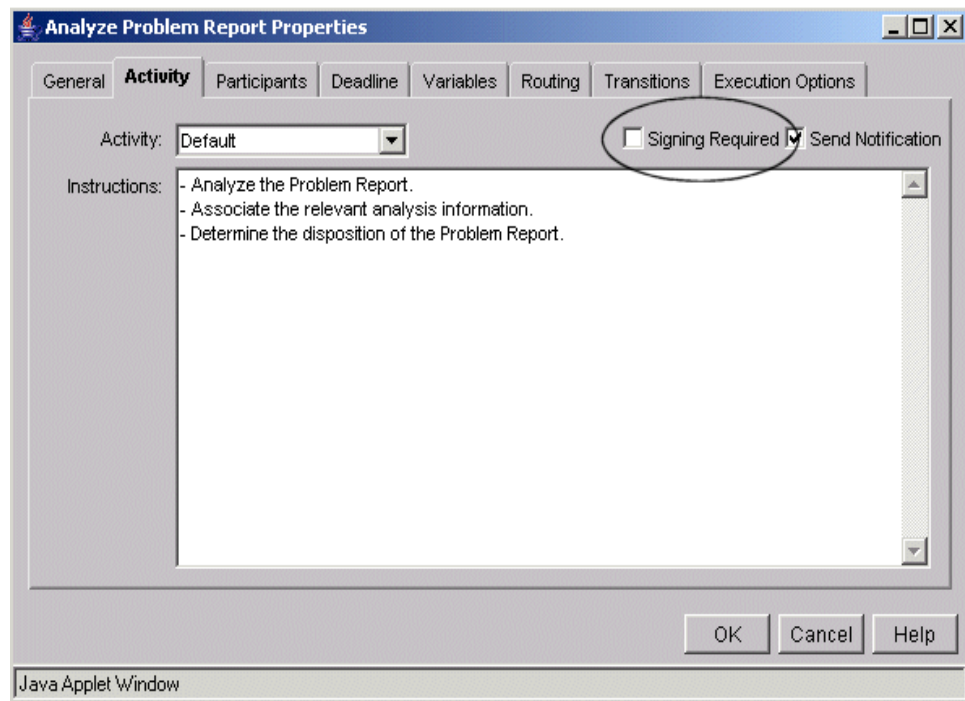 Analyze Problem Report Properties
General Activity Participants Deadline Variables Routing Transitions Execution Options
Activity: Default Signing Required Send Notification
Instructions: - Analyze the Problem Report.
- Associate the relevant analysis information.
- Determine the disposition of the Problem Report.
OK Cancel Help
Java Applet Window